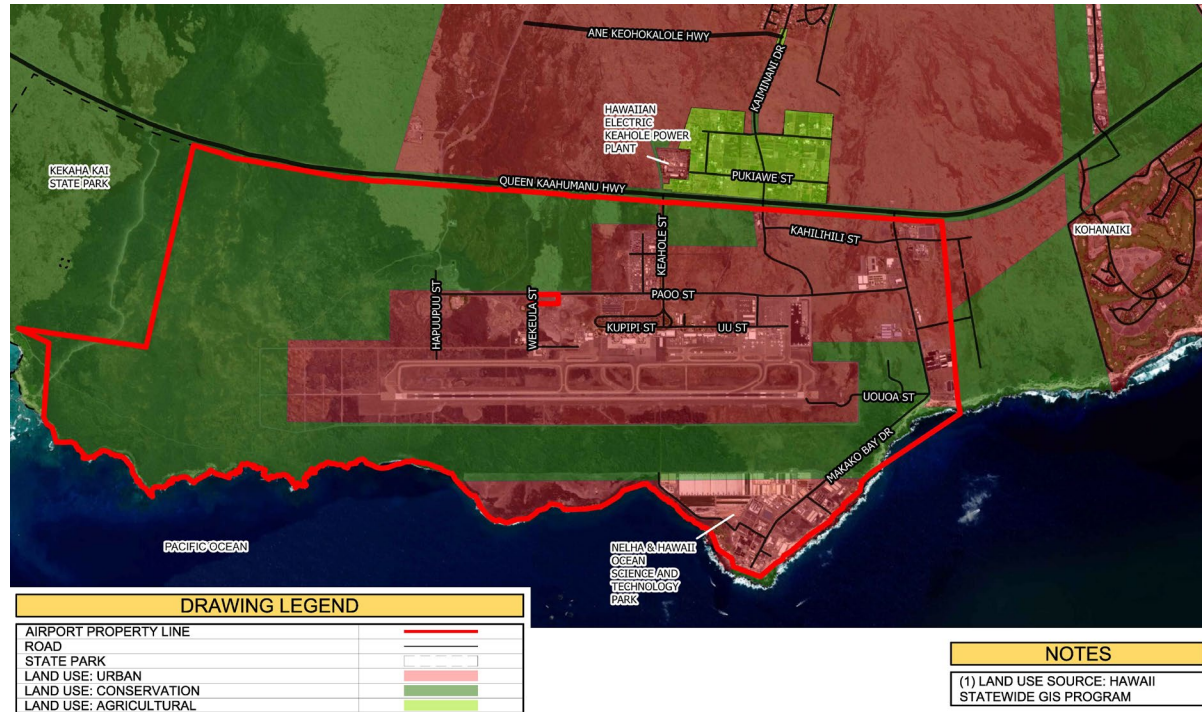 ANE KEOHOKALOLE HWY
KAIMINANI DR
HAWAIIAN
ELECTRIC
KEAHOLE POWER
PLANT
KEKAHA KAI
STATE PARK
QUEEN KAAHUMANU HWY
PUKIAWE ST
KEAHOLE ST
KAHILIHILI ST
KOHANAIKI
HAPUUPUU ST
WEKEULA ST
PAOO ST
KUPIPI ST
UU ST
UOUOA ST
MAKAKO BAY DR
PACIFIC OCEAN
NELHA & HAWAII
OCEAN
SCIENCE AND
TECHNOLOGY
PARK
DRAWING LEGEND
AIRPORT PROPERTY LINE
ROAD
STATE PARK
LAND USE: URBAN
LAND USE: CONSERVATION
LAND USE: AGRICULTURAL
NOTES
(1) LAND USE SOURCE: HAWAII
STATEWIDE GIS PROGRAM